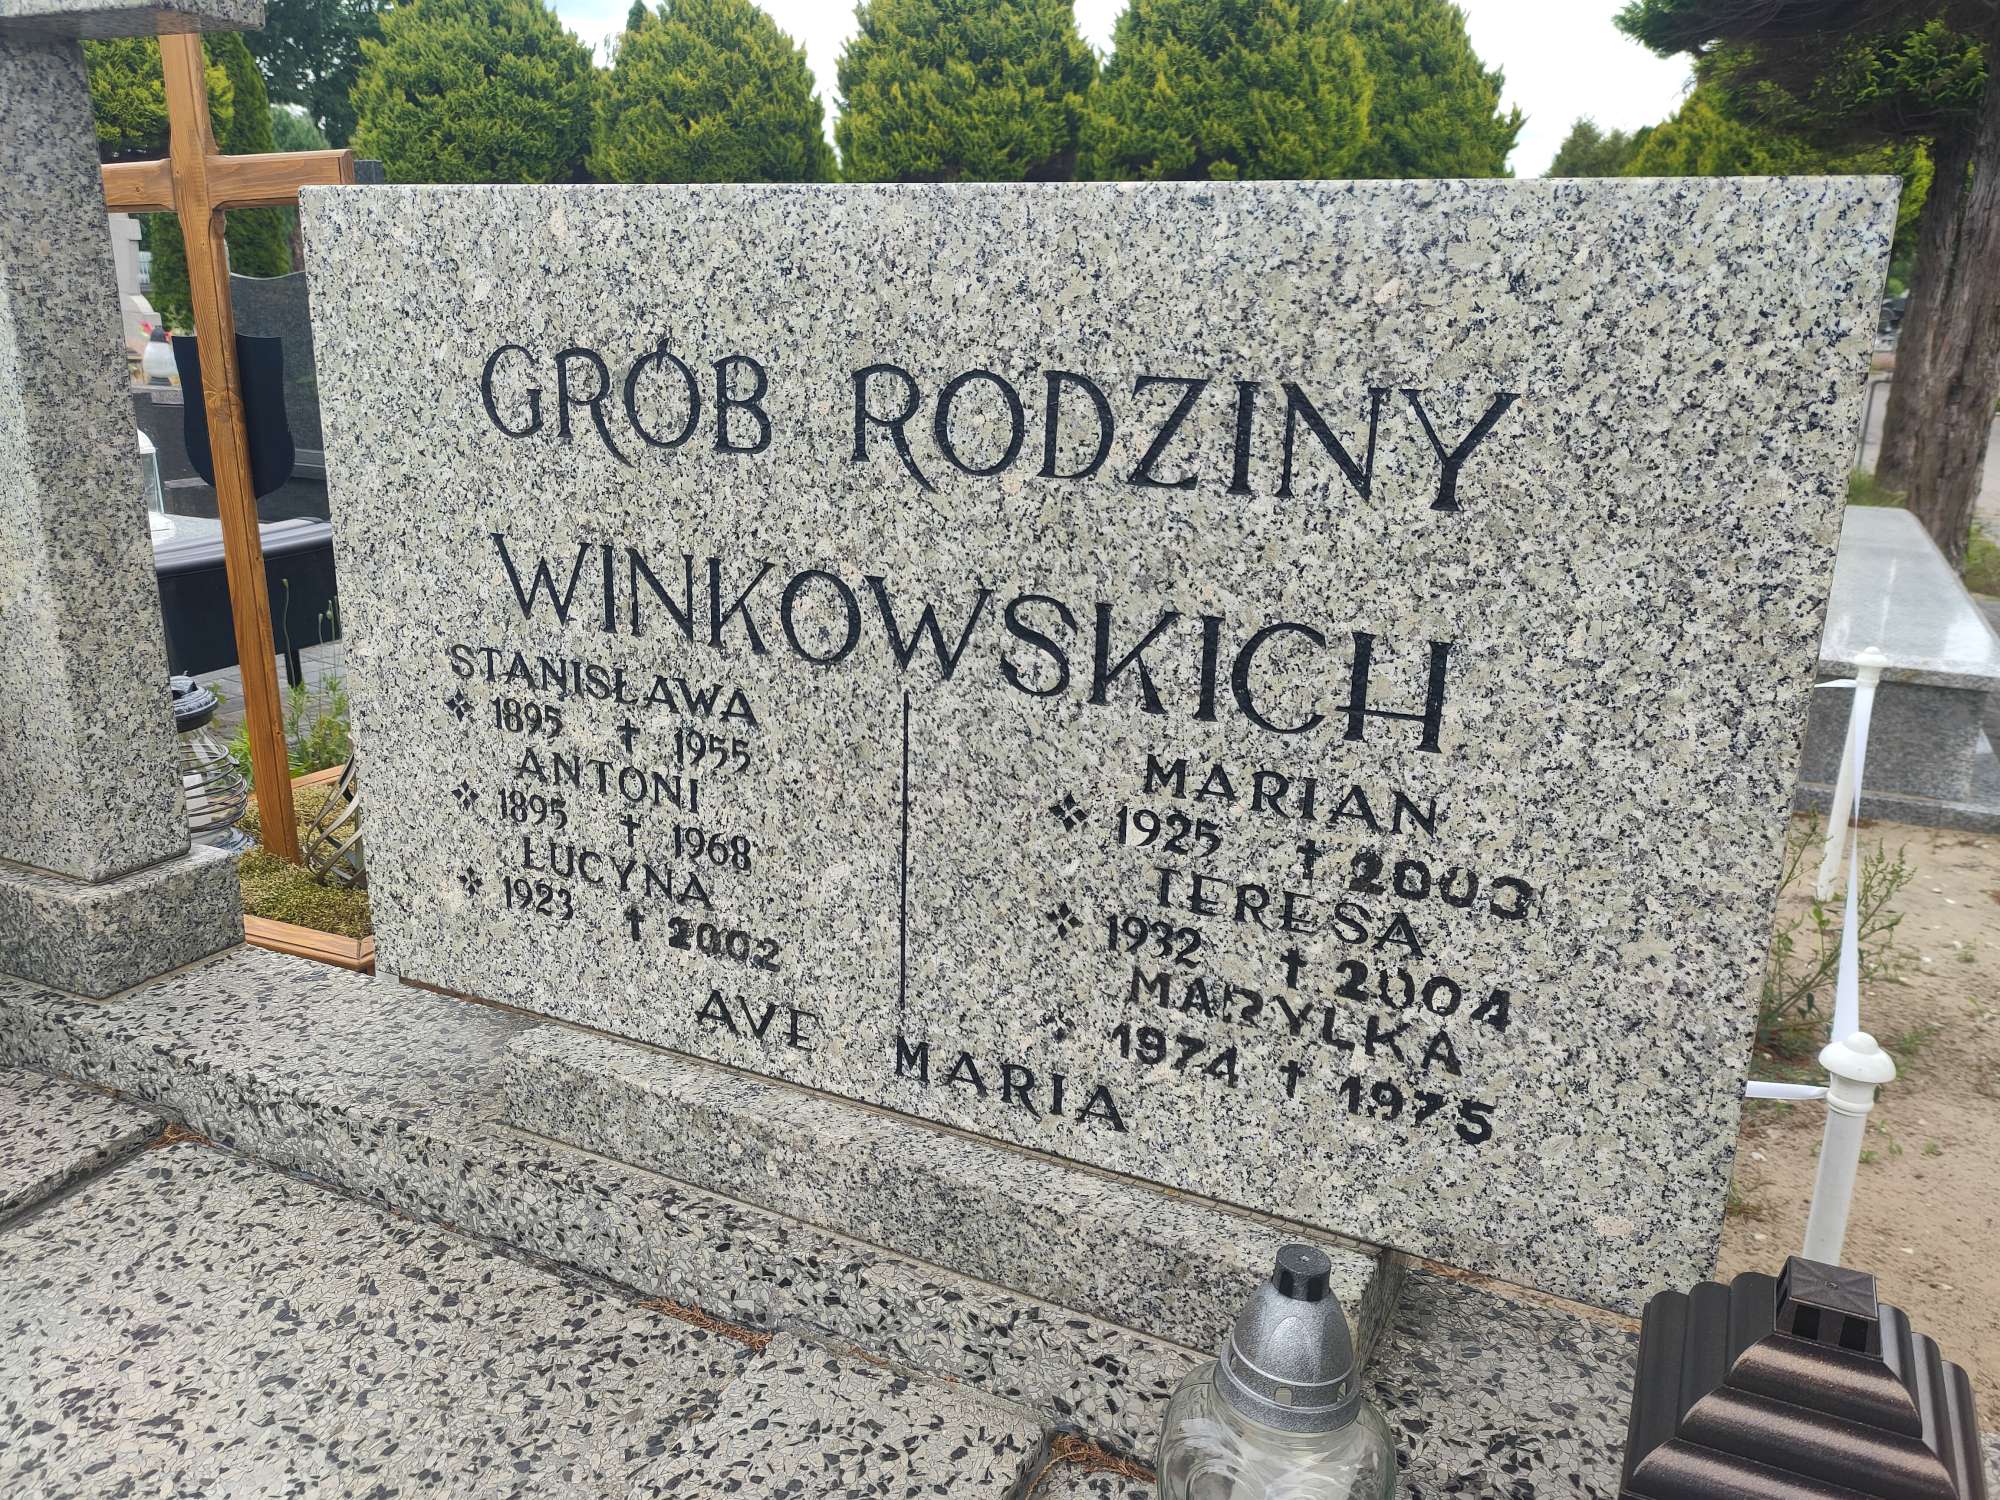 GRÓB RODZINY
WINKOWSKICH
STANISŁAWA
1895 † 1955
ANTONI
1895 † 1968
ŁUCYNA
1923 † 2002
MARIAN
1925 † 2003
TERESA
1932 † 2004
MARYLKA
1974 † 1975
AVE MARIA